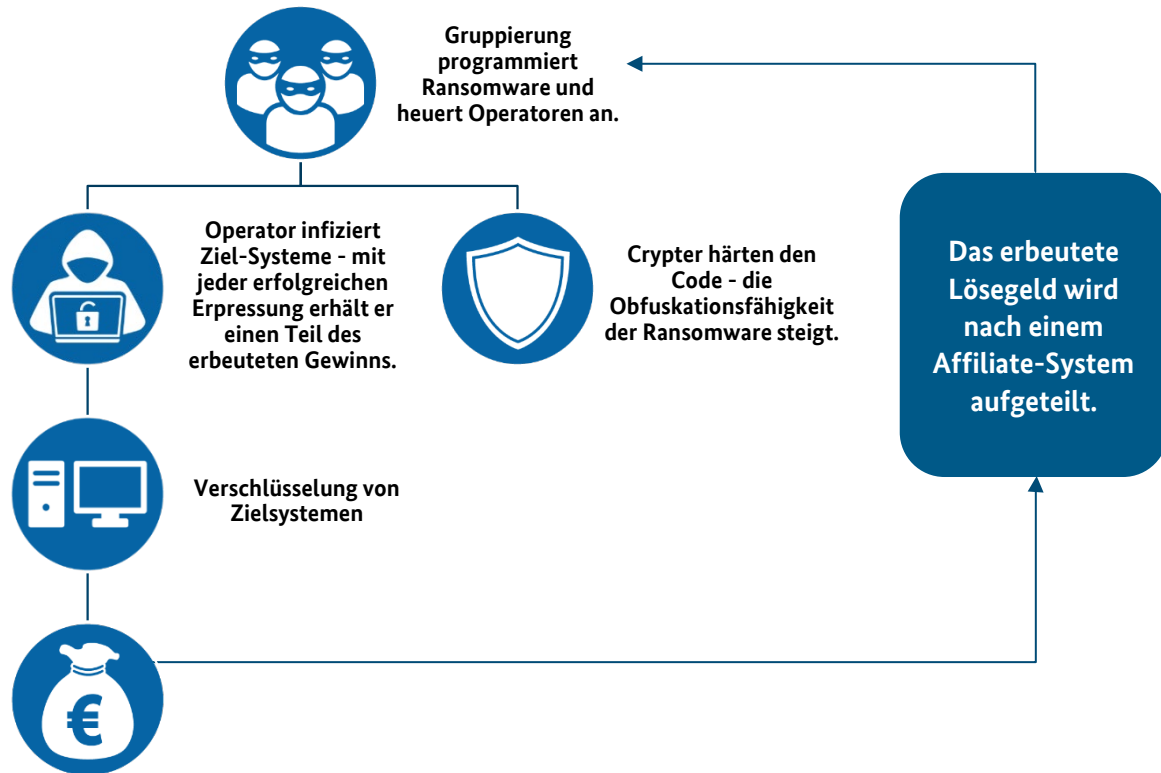 Gruppierung
programmiert
Ransomware und
heuert Operatoren an.
Operator infiziert
Ziel-Systeme - mit
jeder erfolgreichen
Erpressung erhält er
einen Teil des
erbeuteten Gewinns.
Crypter härten den
Code - die
Obfuskationsfähigkeit
der Ransomware steigt.
Das erbeutete
Lösegeld wird
nach einem
Affiliate-System
aufgeteilt.
Verschlüsselung von
Zielsystemen
€